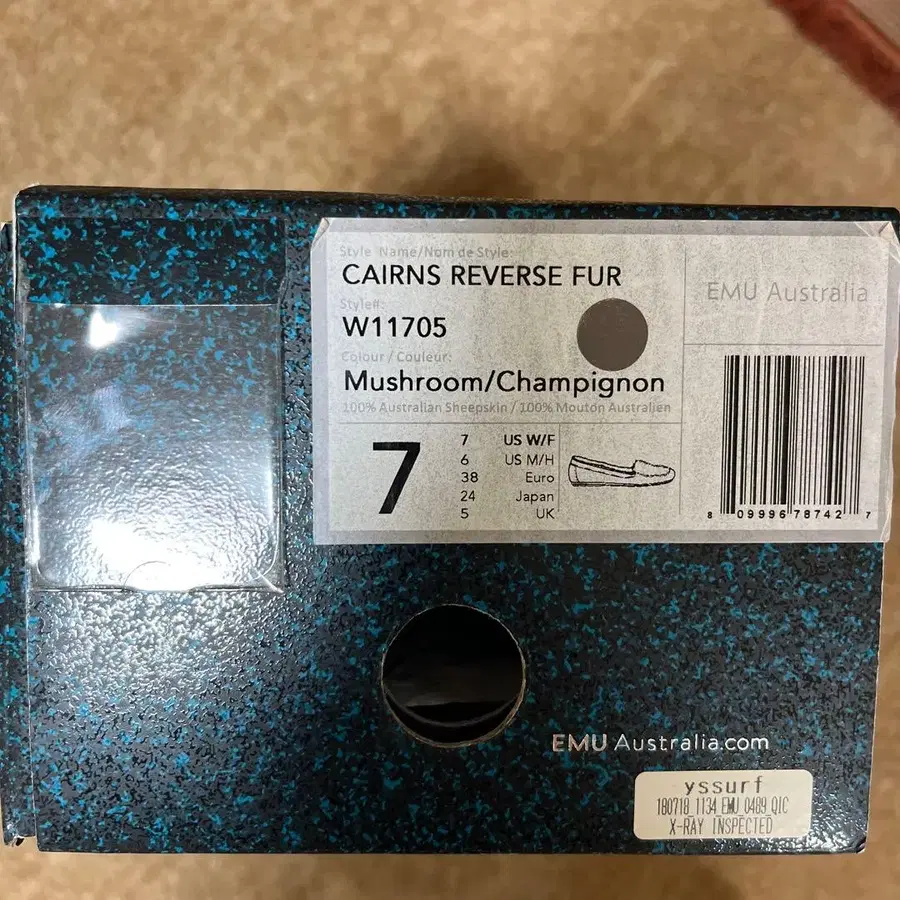 Style Name/Nom de Style:
CAIRNS REVERSE FUR
Style#:
W11705
Colour / Couleur:
Mushroom/Champignon
100% Australian Sheepskin / 100% Mouton Australien
EMU Australia
7
7 US W/F
6 US M/H
38 Euro
24 Japan
5 UK
8 09996 78742 7
EMU Australia.com
yssurf
180718 1134 EMU 0489 QIC
X-RAY INSPECTED